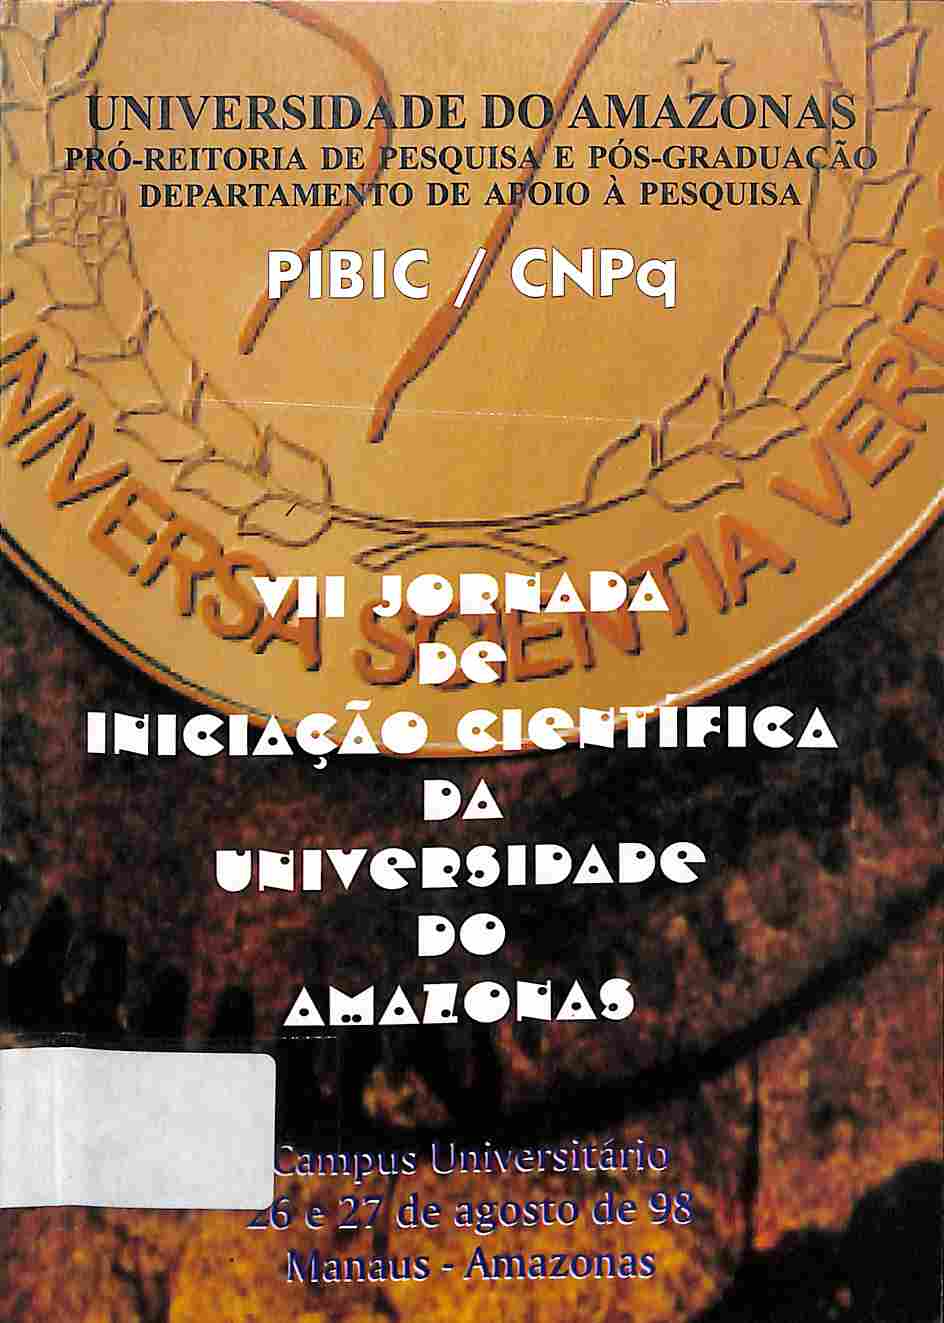 UNIVERSIDADE DO AMAZONAS
PRÓ-REITORIA DE PESQUISA E PÓS-GRADUAÇÃO
DEPARTAMENTO DE APOIO À PESQUISA
PIBIC / CNPq
UNIVERSA SCIENTIA VERITA
VII JORNADA
DE
INICIAÇÃO CIENTÍFICA
DA
UNIVERSIDADE
DO
AMAZONAS
Campus Universitário
26 e 27 de agosto de 98
Manaus - Amazonas